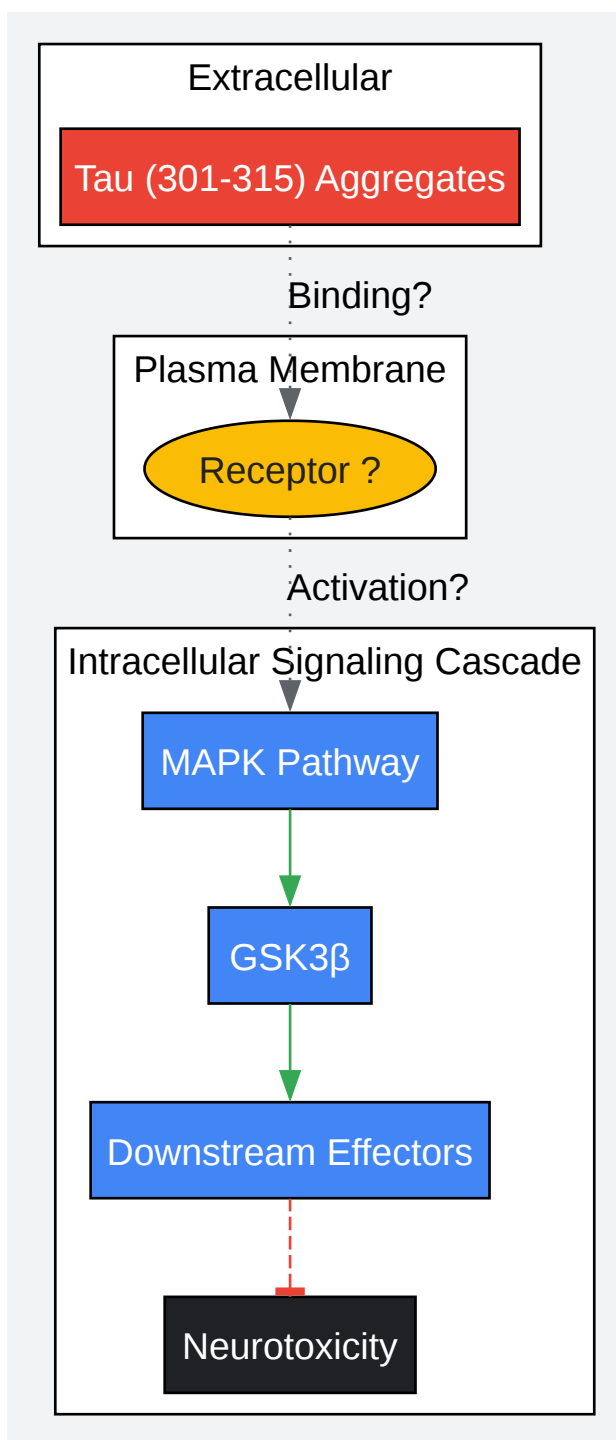 Extracellular
Tau (301-315) Aggregates
Binding?
Plasma Membrane
Receptor ?
Activation?
Intracellular Signaling Cascade
MAPK Pathway
GSK3β
Downstream Effectors
Neurotoxicity